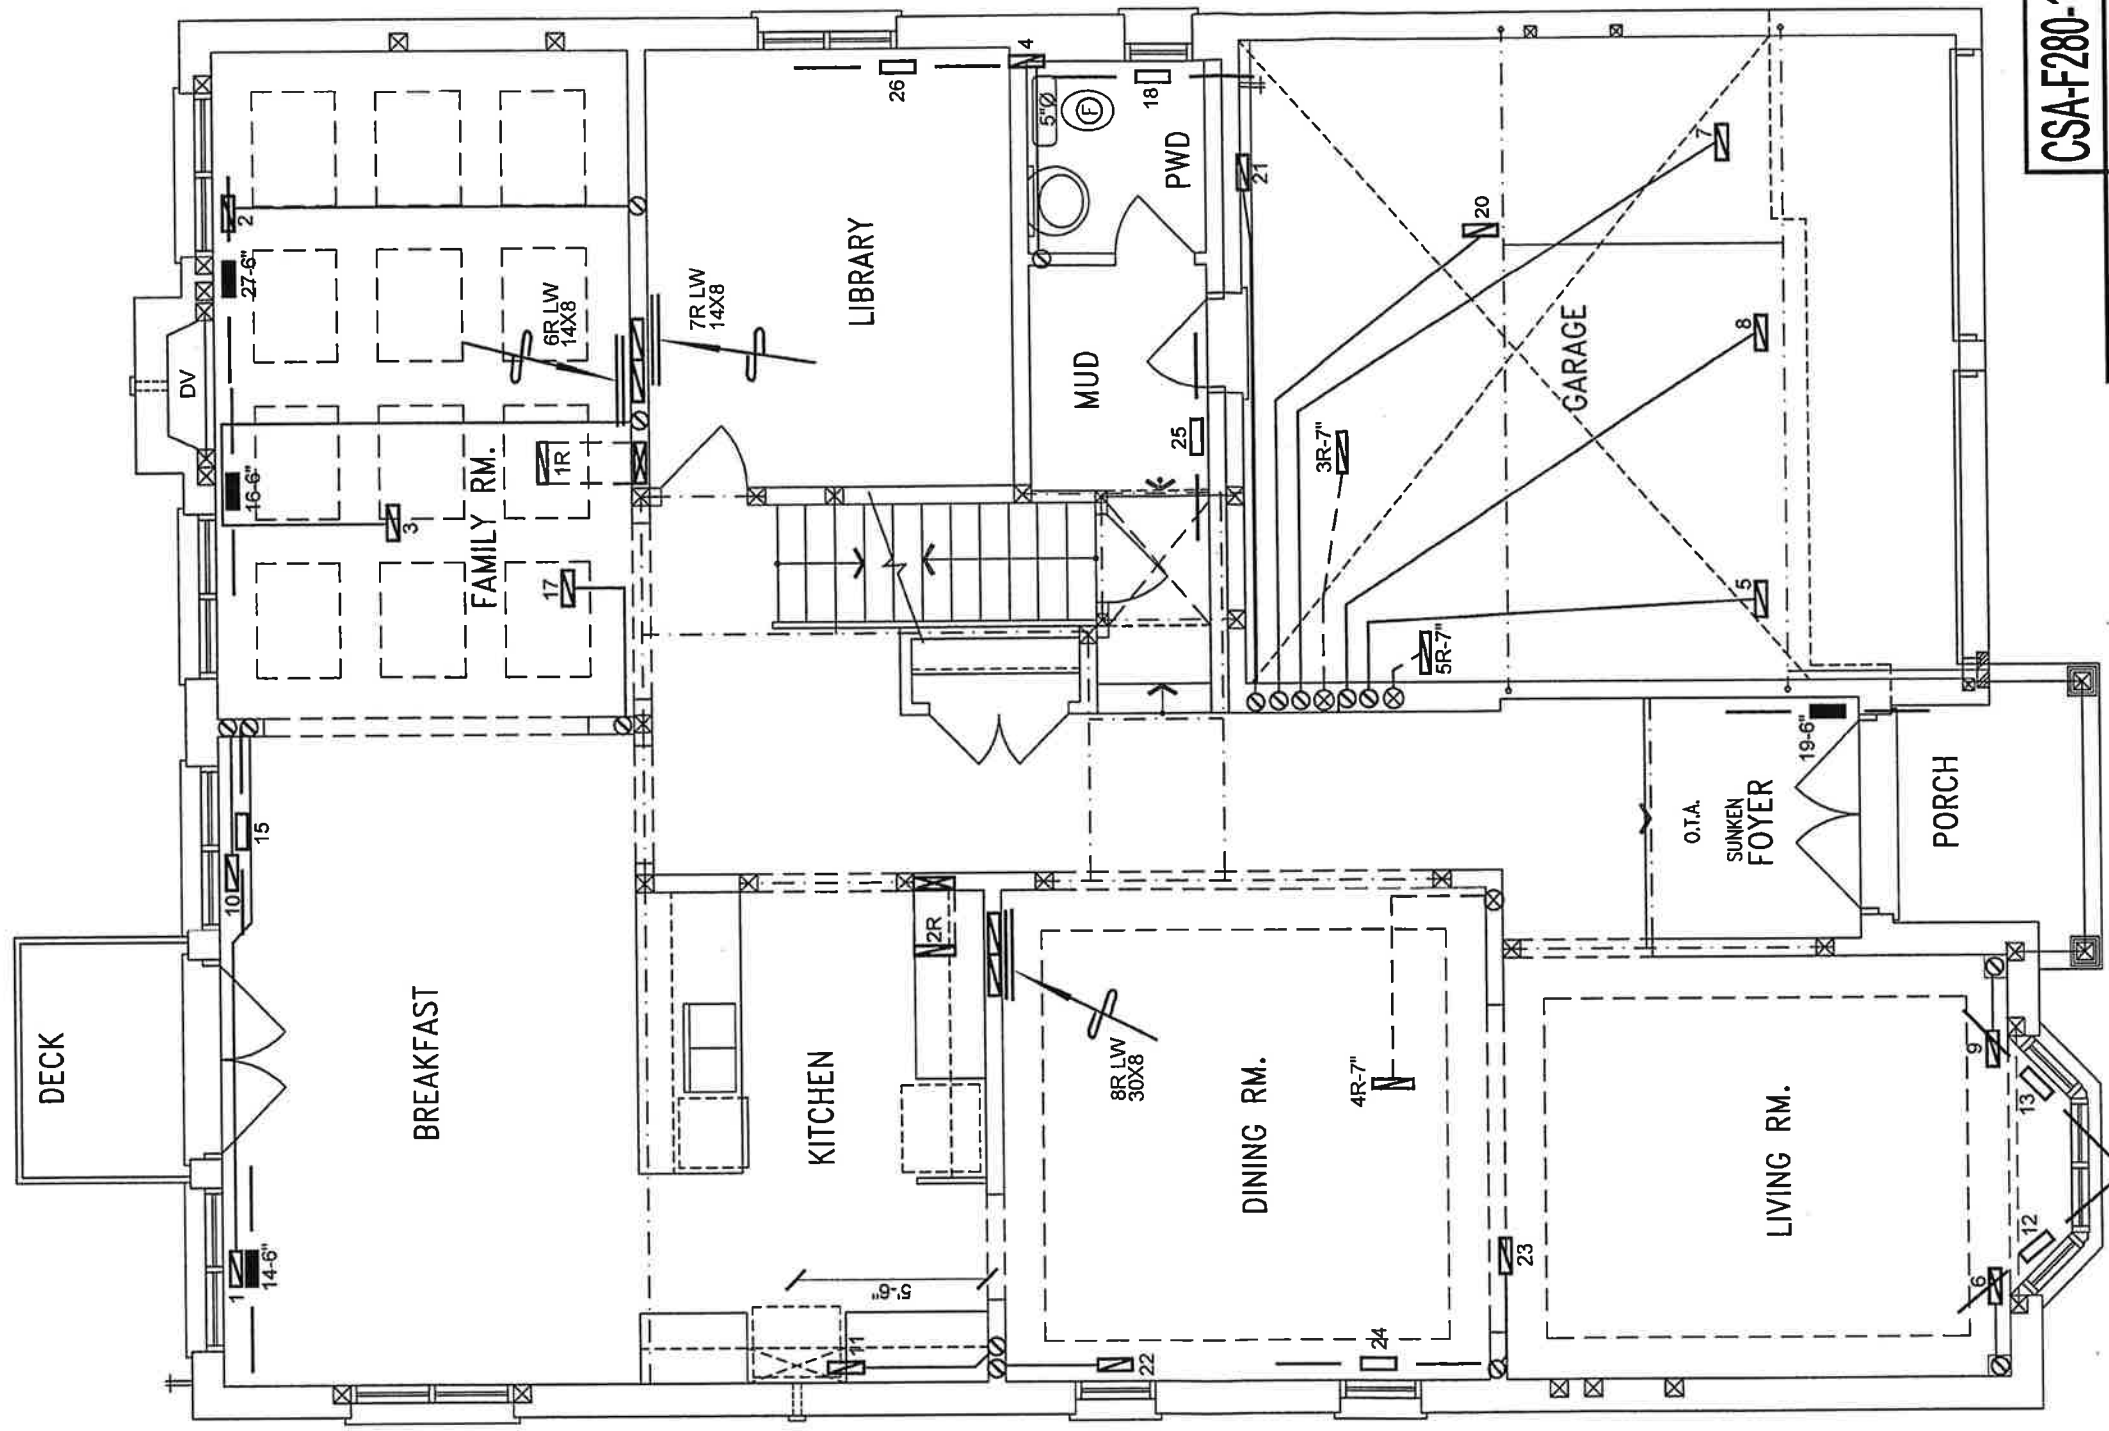 DECK
BREAKFAST
KITCHEN
DINING RM.
LIVING RM.
SUNKEN
FOYER
O.T.A.
PORCH
GARAGE
MUD
PWD
LIBRARY
FAMILY RM.
DV
2
27-6"
16-6"
3
17
1R
6R LW
14X8
7R LW
14X8
26
4
5"Ø
F
18
21
25
20
7
8
5
3R-7"
5R-7"
19-6"
15
10
1
14-6"
2R
5'-6"
11
22
24
23
8R LW
30X8
4R-7"
9
13
12
6
CSA-F280-